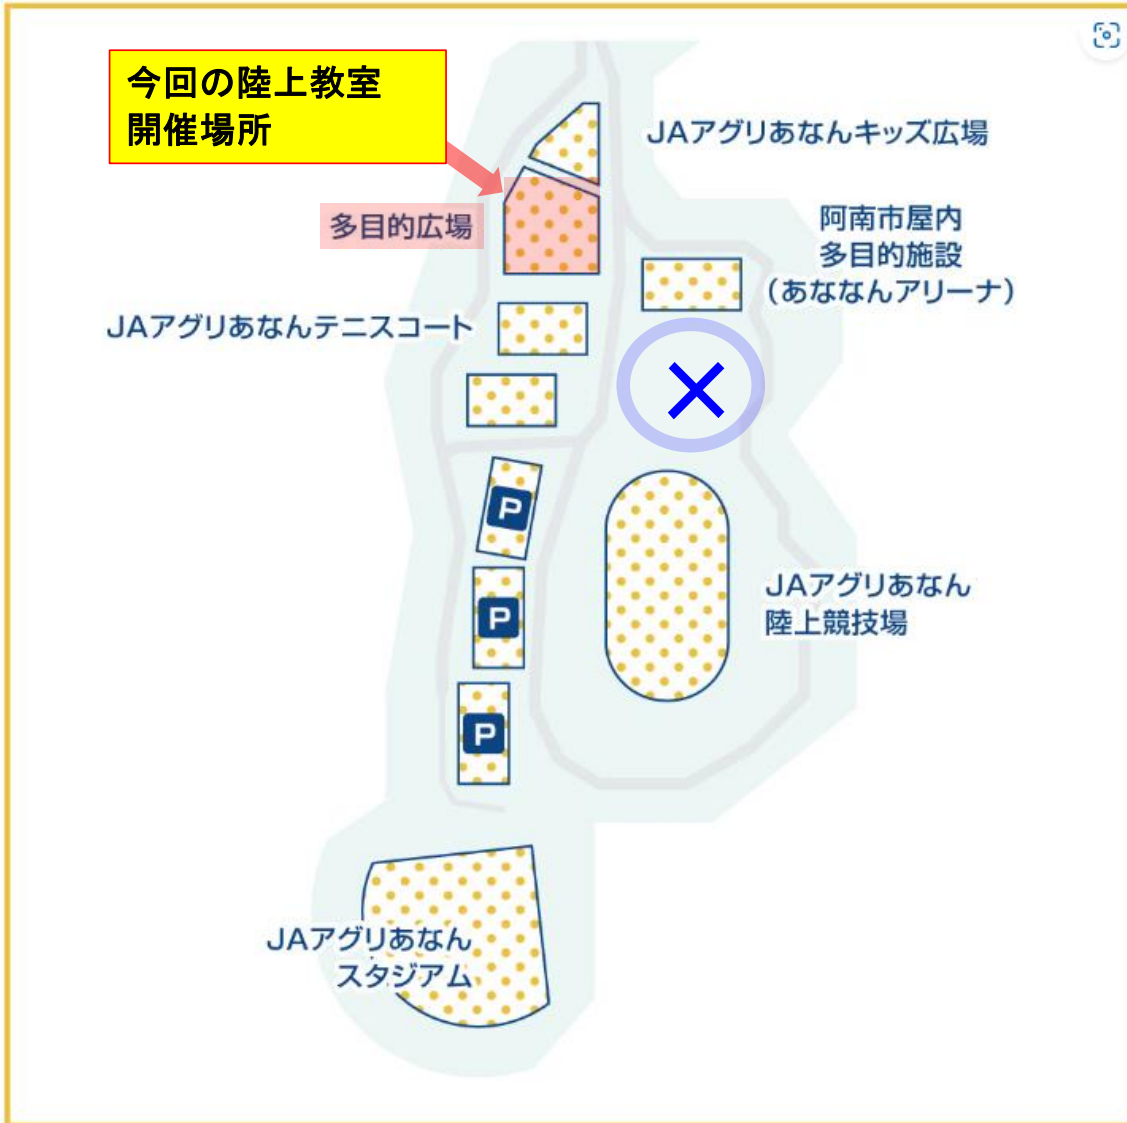 今回の陸上教室
開催場所
JAアグリあなんキッズ広場
多目的広場
阿南市屋内
多目的施設
(あななんアリーナ)
JAアグリあなんテニスコート
×
P
P
P
JAアグリあなん
陸上競技場
JAアグリあなん
スタジアム